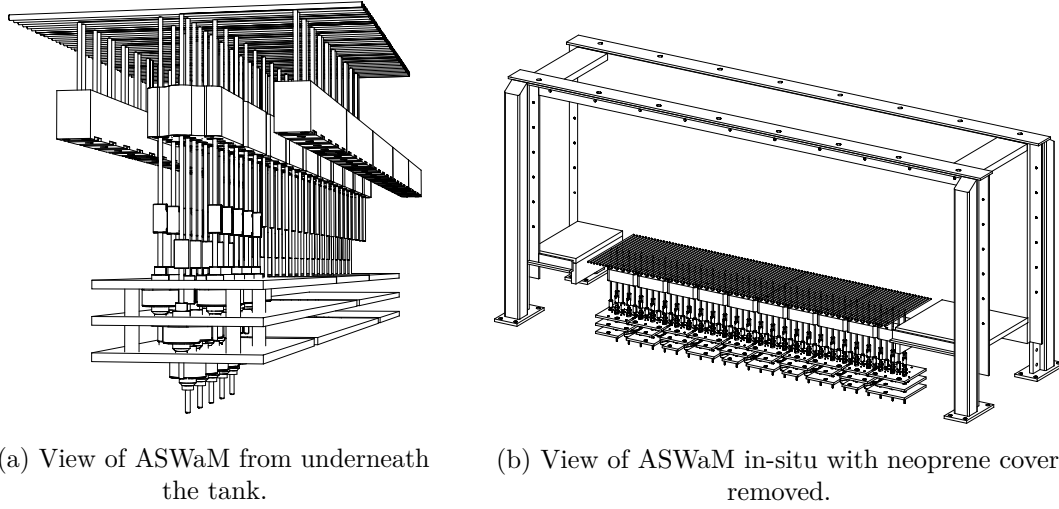 (a) View of ASWaM from underneath
the tank.
(b) View of ASWaM in-situ with neoprene cover
removed.